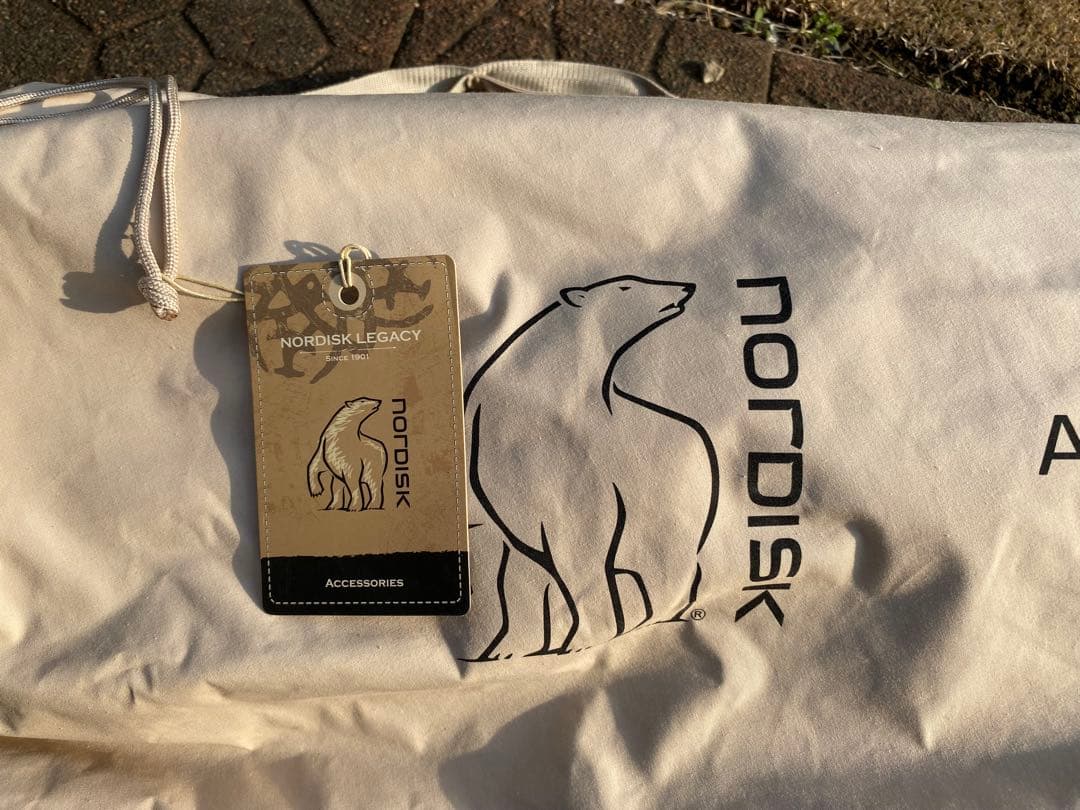 NORDISK LEGACY
SINCE 1901
nORDISK
ACCESSORIES
nORDISK
®
A